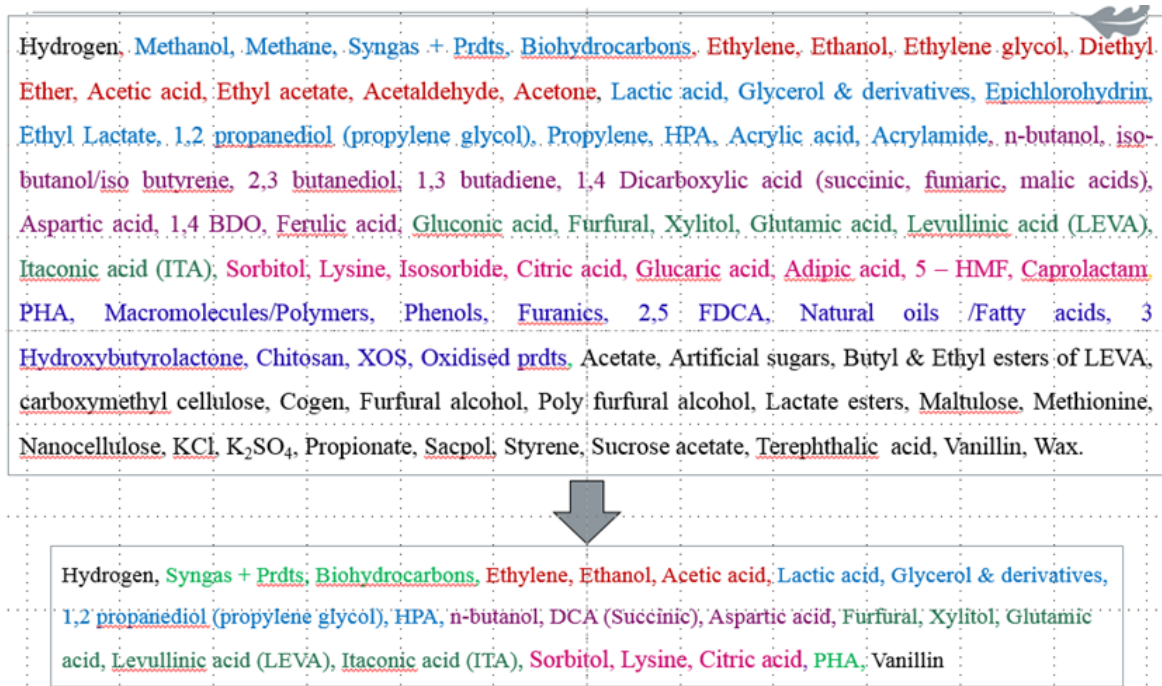 Hydrogen, Methanol, Methane, Syngas + Prdts, Biohydrocarbons, Ethylene, Ethanol, Ethylene glycol, Diethyl
Ether, Acetic acid, Ethyl acetate, Acetaldehyde, Acetone, Lactic acid, Glycerol & derivatives, Epichlorohydrin,
Ethyl Lactate, 1,2 propanediol (propylene glycol), Propylene, HPA, Acrylic acid, Acrylamide, n-butanol, iso-
butanol/iso butyrene, 2,3 butanediol, 1,3 butadiene, 1,4 Dicarboxylic acid (succinic, fumaric, malic acids),
Aspartic acid, 1,4 BDO, Ferulic acid, Gluconic acid, Furfural, Xylitol, Glutamic acid, Levullinic acid (LEVA),
Itaconic acid (ITA), Sorbitol, Lysine, Isosorbide, Citric acid, Glucaric acid, Adipic acid, 5 – HMF, Caprolactam,
PHA, Macromolecules/Polymers, Phenols, Furanics, 2,5 FDCA, Natural oils /Fatty acids, 3
Hydroxybutyrolactone, Chitosan, XOS, Oxidised prdts, Acetate, Artificial sugars, Butyl & Ethyl esters of LEVA,
carboxymethyl cellulose, Cogen, Furfural alcohol, Poly furfural alcohol, Lactate esters, Maltulose, Methionine,
Nanocellulose, KCl, K₂SO₄, Propionate, Sacpol, Styrene, Sucrose acetate, Terephthalic acid, Vanillin, Wax.
Hydrogen, Syngas + Prdts, Biohydrocarbons, Ethylene, Ethanol, Acetic acid, Lactic acid, Glycerol & derivatives,
1,2 propanediol (propylene glycol), HPA, n-butanol, DCA (Succinic), Aspartic acid, Furfural, Xylitol, Glutamic
acid, Levullinic acid (LEVA), Itaconic acid (ITA), Sorbitol, Lysine, Citric acid, PHA, Vanillin